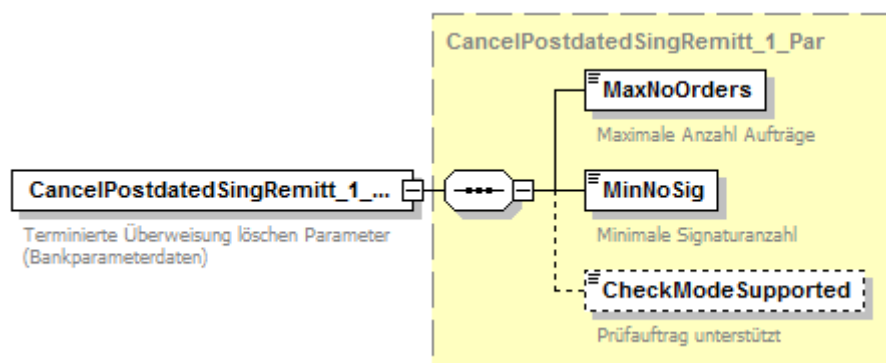 CancelPostdatedSingRemitt_1_Par
MaxNoOrders
Maximale Anzahl Aufträge
CancelPostdatedSingRemitt_1_...
Terminierte Überweisung löschen Parameter
(Bankparameterdaten)
MinNoSig
Minimale Signaturanzahl
CheckModeSupported
Prüfauftrag unterstützt